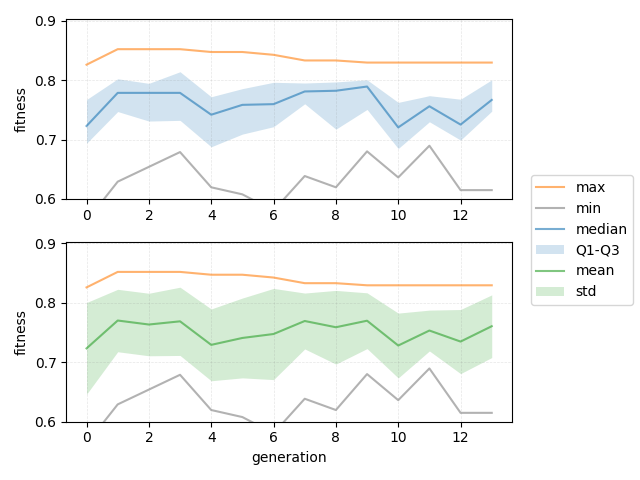 0.9
0.8
0.7
0.6
fitness
0 2 4 6 8 10 12
max
min
median
Q1-Q3
mean
std
0.9
0.8
0.7
0.6
fitness
0 2 4 6 8 10 12
generation